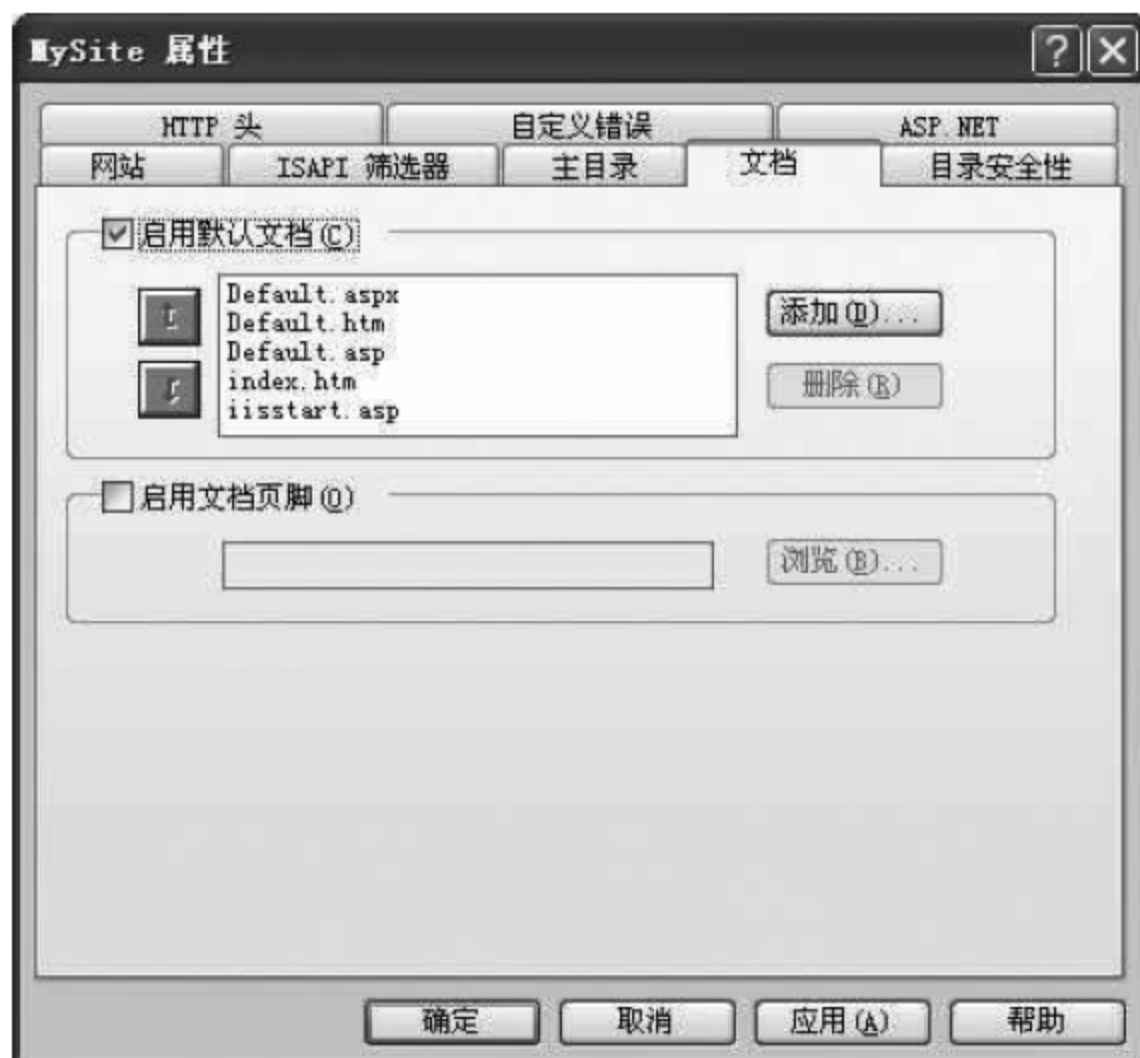 MySite 属性
HTTP 头 自定义错误 ASP.NET
网站 ISAPI 筛选器 主目录 文档 目录安全性
启用默认文档(C)
Default.aspx
Default.htm
Default.asp
index.htm
iisstart.asp
添加(D)...
删除(R)
启用文档页脚(O)
浏览(B)...
确定 取消 应用(A) 帮助